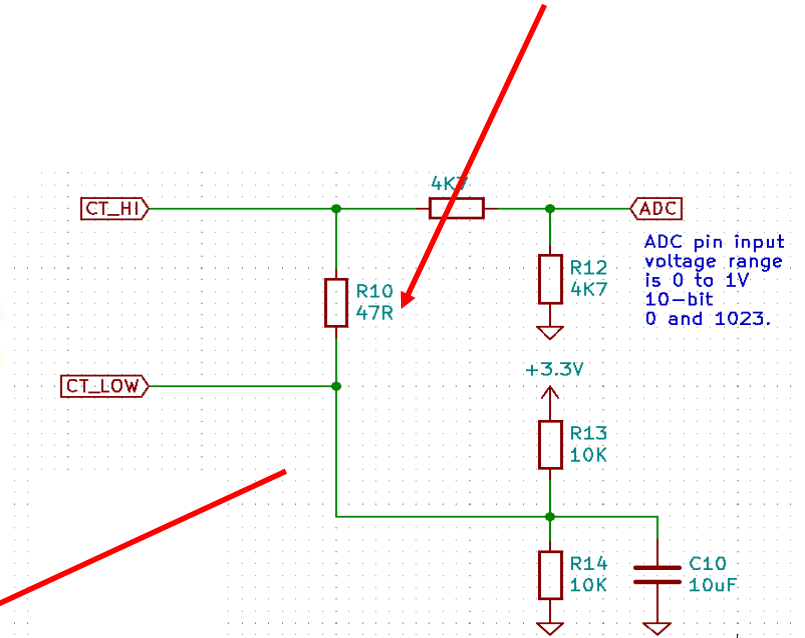 4K7
CT_HI
ADC
ADC pin input
voltage range
is 0 to 1V
10-bit
0 and 1023.
R12
4K7
R10
47R
+3.3V
CT_LOW
R13
10K
R14
10K
C10
10uF